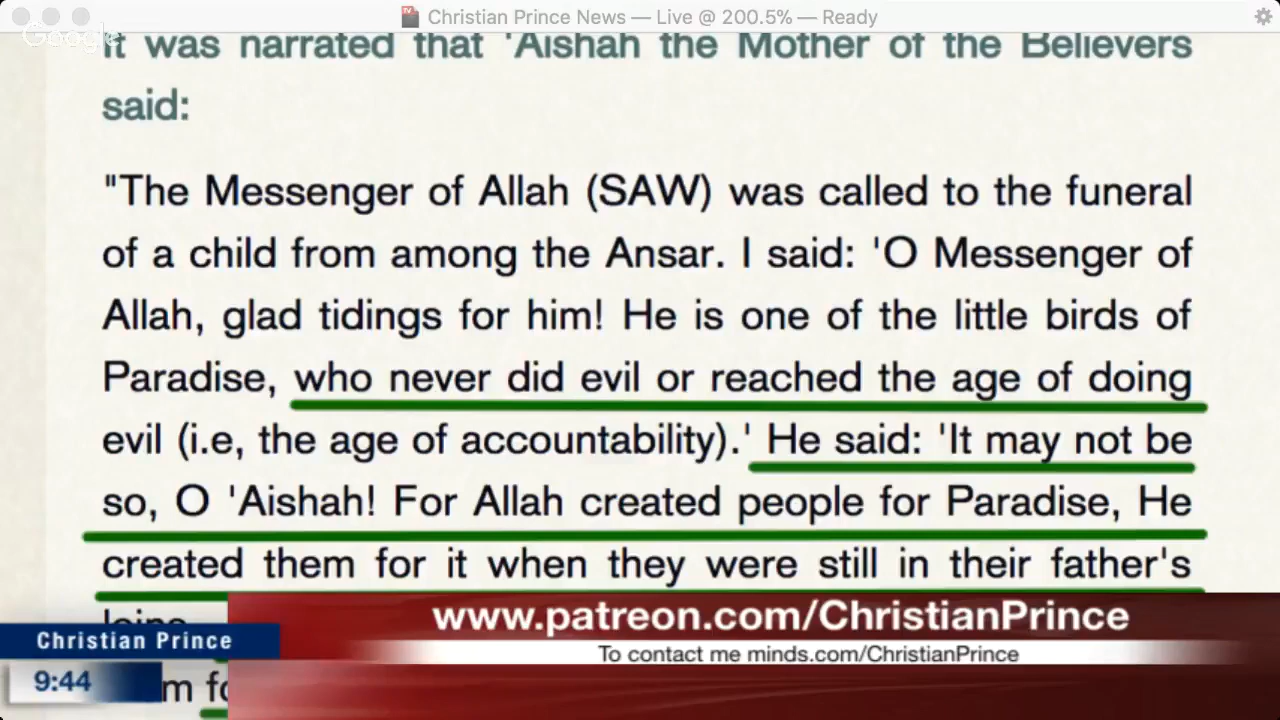 Christian Prince News — Live @ 200.5% — Ready
Google
It was narrated that 'Aishah the Mother of the Believers
said:
"The Messenger of Allah (SAW) was called to the funeral
of a child from among the Ansar. I said: 'O Messenger of
Allah, glad tidings for him! He is one of the little birds of
Paradise, who never did evil or reached the age of doing
evil (i.e, the age of accountability).' He said: 'It may not be
so, O 'Aishah! For Allah created people for Paradise, He
created them for it when they were still in their father's
www.patreon.com/ChristianPrince
Christian Prince
To contact me minds.com/ChristianPrince
9:44